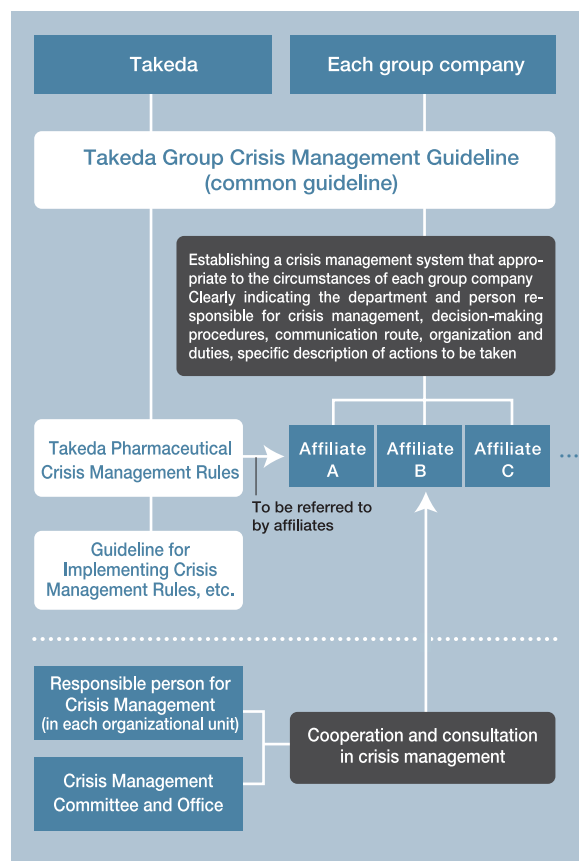 Takeda
Each group company
Takeda Group Crisis Management Guideline
(common guideline)
Establishing a crisis management system that appro-
priate to the circumstances of each group company
Clearly indicating the department and person re-
sponsible for crisis management, decision-making
procedures, communication route, organization and
duties, specific description of actions to be taken
Takeda Pharmaceutical
Crisis Management Rules
Affiliate
A
Affiliate
B
Affiliate
C
...
To be referred to
by affiliates
Guideline for
Implementing Crisis
Management Rules, etc.
Responsible person for
Crisis Management
(in each organizational unit)
Cooperation and consultation
in crisis management
Crisis Management
Committee and Office